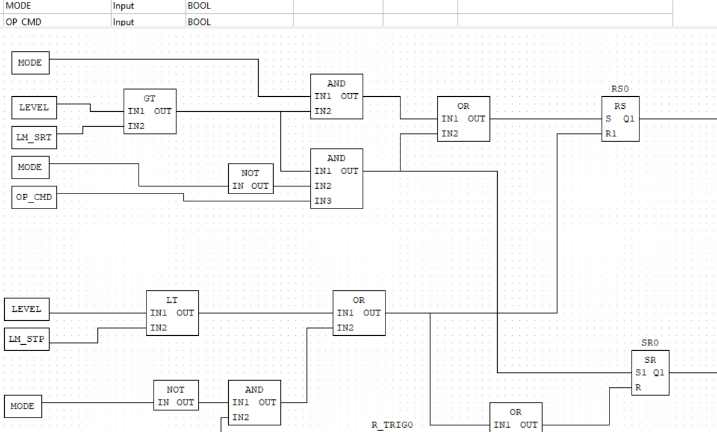 MODE Input BOOL
OP CMD Input BOOL
MODE
AND
RS0
LEVEL
GT
IN1 OUT
OR
RS
IN1 OUT
IN2
IN1 OUT
S Q1
LM_SRT
IN2
IN2
R1
MODE
AND
NOT
IN1 OUT
IN OUT
IN2
OP_CMD
IN3
LT
OR
LEVEL
IN1 OUT
IN1 OUT
LM_STP
IN2
IN2
SR0
SR
S1 Q1
NOT
AND
R
MODE
IN OUT
IN1 OUT
OR
IN2
R_TRIG0
IN1 OUT